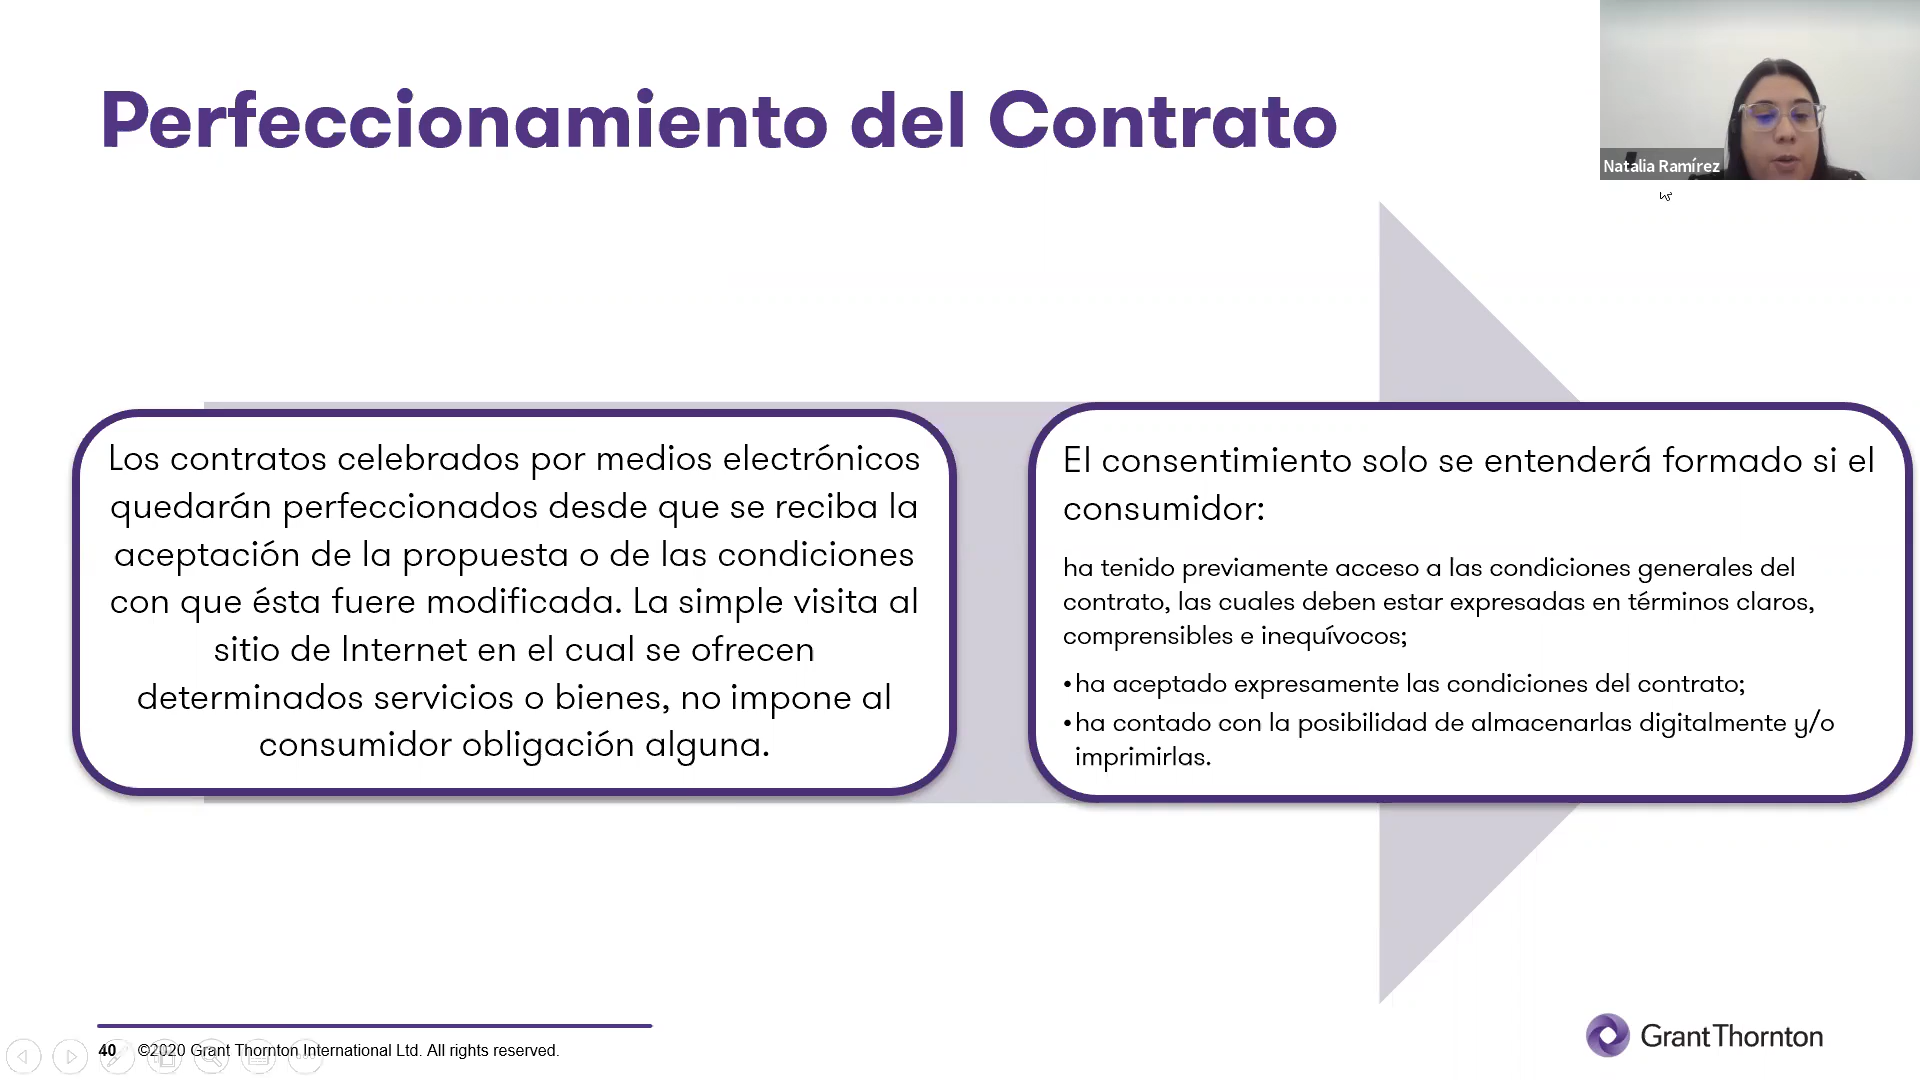 Perfeccionamiento del Contrato
Natalia Ramírez
Los contratos celebrados por medios electrónicos
quedarán perfeccionados desde que se reciba la
aceptación de la propuesta o de las condiciones
con que ésta fuere modificada. La simple visita al
sitio de Internet en el cual se ofrecen
determinados servicios o bienes, no impone al
consumidor obligación alguna.
El consentimiento solo se entenderá formado si el
consumidor:
ha tenido previamente acceso a las condiciones generales del
contrato, las cuales deben estar expresadas en términos claros,
comprensibles e inequívocos;
•ha aceptado expresamente las condiciones del contrato;
•ha contado con la posibilidad de almacenarlas digitalmente y/o
imprimirlas.
40 ©2020 Grant Thornton International Ltd. All rights reserved.
Grant Thornton